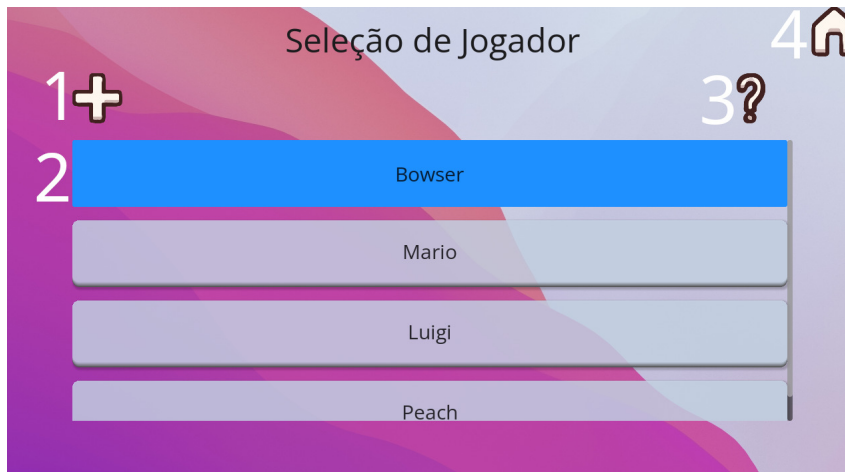 Seleção de Jogador
4
1
3
2
Bowser
Mario
Luigi
Peach